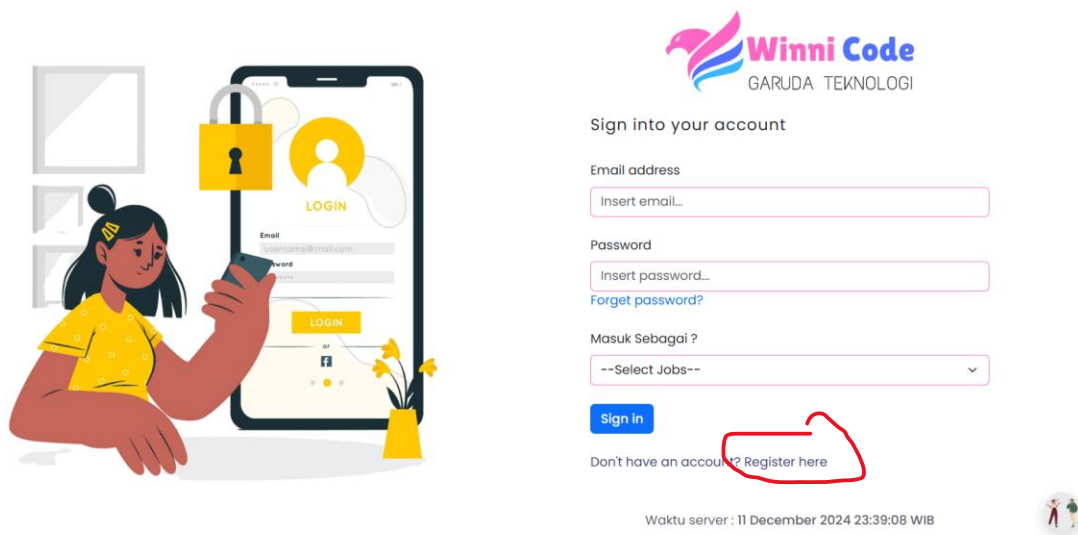 Winni Code
GARUDA TEKNOLOGI
Sign into your account
Email address
Insert email...
Password
Insert password...
Forget password?
Masuk Sebagai ?
--Select Jobs--
Sign in
Don't have an account? Register here
Waktu server : 11 December 2024 23:39:08 WIB
LOGIN
Email
username@mail.com
LOGIN
or
f